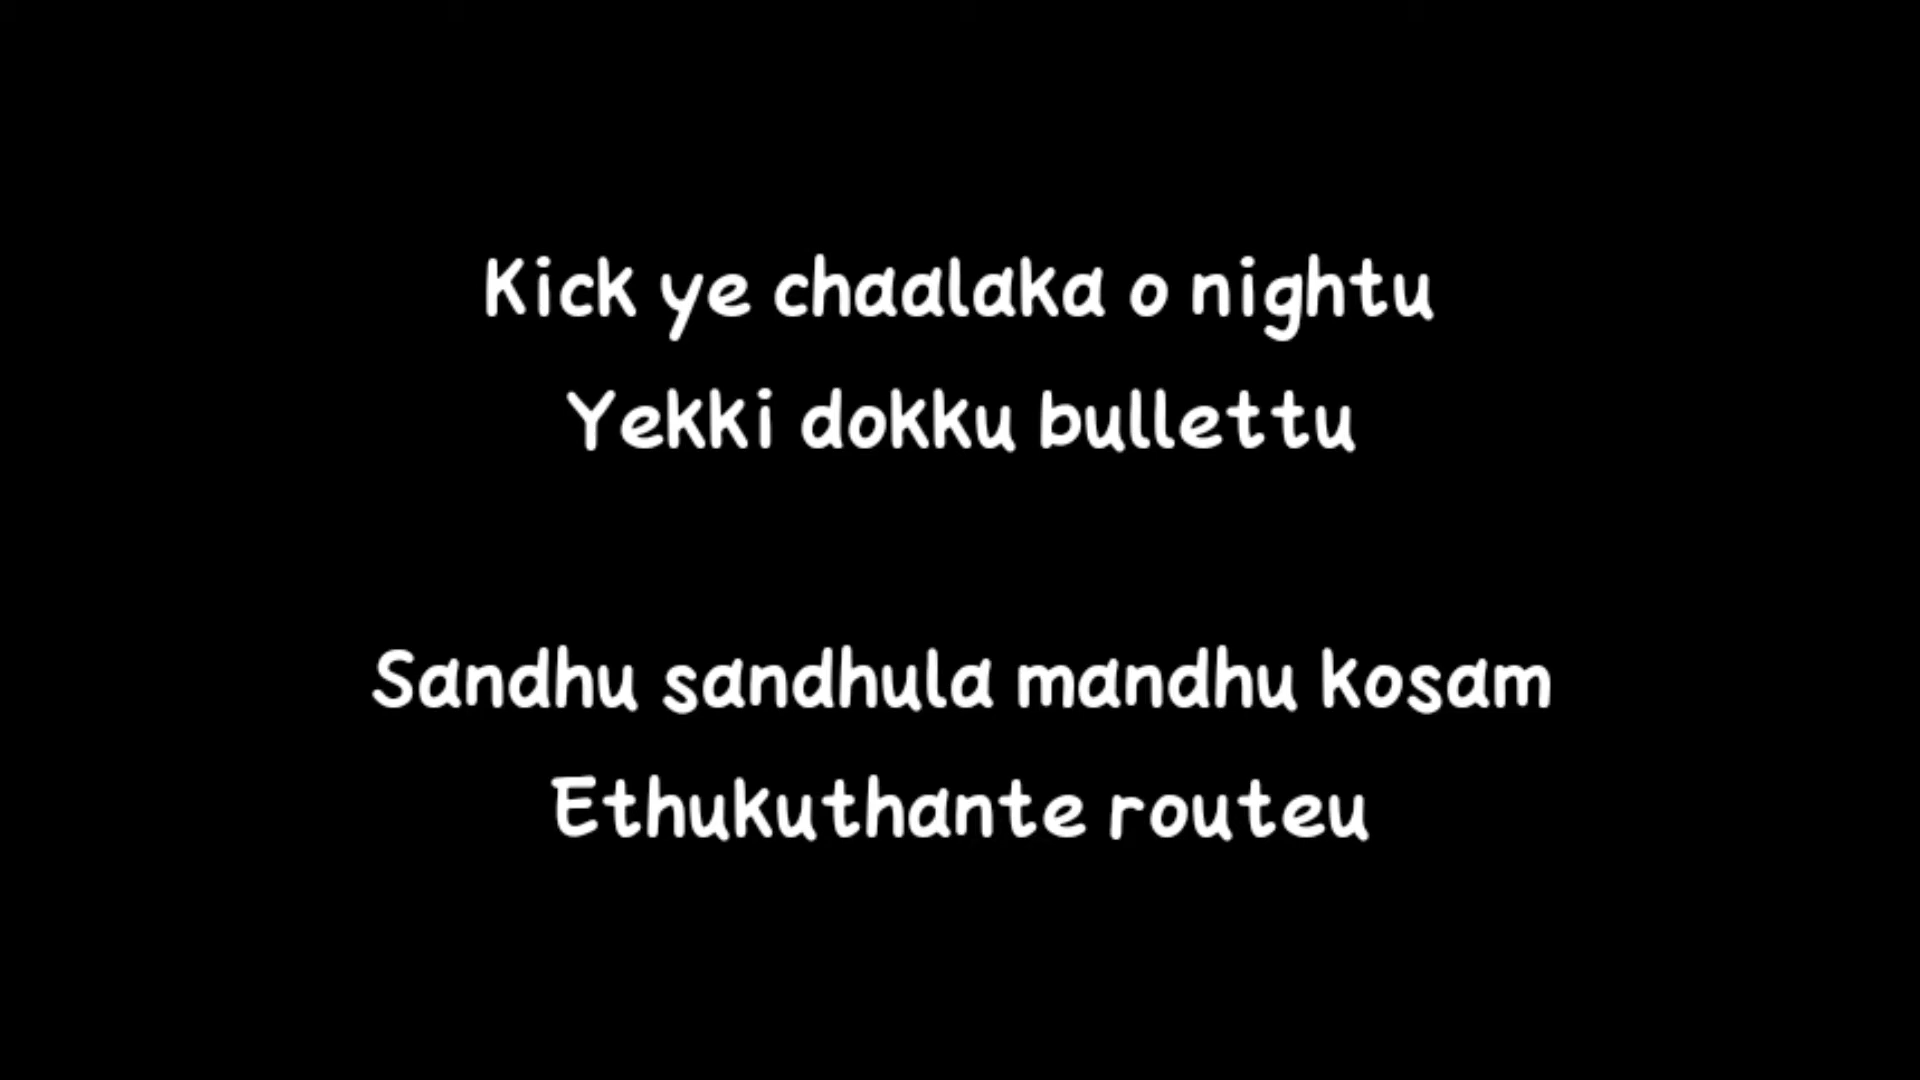 Kick ye chaalaka o nightu
Yekki dokku bullettu
Sandhu sandhula mandhu kosam
Ethukuthante routeu